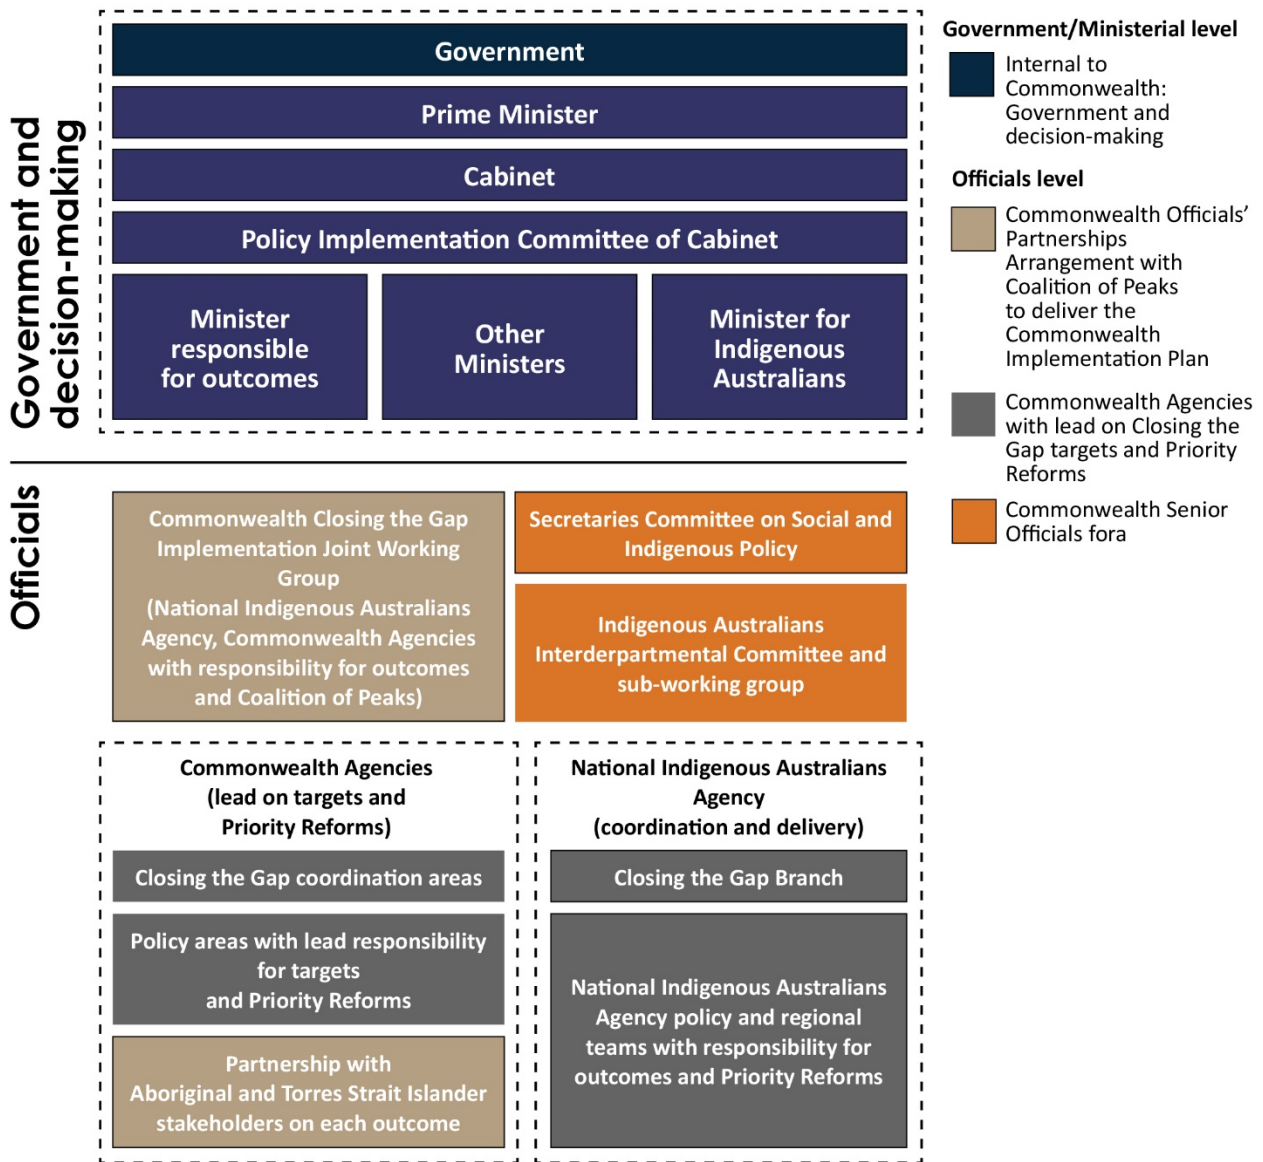 Government and
decision-making
Government
Prime Minister
Cabinet
Policy Implementation Committee of Cabinet
Minister
responsible
for outcomes
Other
Ministers
Minister for
Indigenous
Australians
Government/Ministerial level
Internal to
Commonwealth:
Government and
decision-making
Officials level
Commonwealth Officials’
Partnerships
Arrangement with
Coalition of Peaks
to deliver the
Commonwealth
Implementation Plan
Commonwealth Agencies
with lead on Closing the
Gap targets and Priority
Reforms
Commonwealth Senior
Officials fora
Officials
Commonwealth Closing the Gap
Implementation Joint Working
Group
(National Indigenous Australians
Agency, Commonwealth Agencies
with responsibility for outcomes
and Coalition of Peaks)
Secretaries Committee on Social and
Indigenous Policy
Indigenous Australians
Interderpartmental Committee and
sub-working group
Commonwealth Agencies
(lead on targets and
Priority Reforms)
Closing the Gap coordination areas
Policy areas with lead responsibility
for targets
and Priority Reforms
Partnership with
Aboriginal and Torres Strait Islander
stakeholders on each outcome
National Indigenous Australians
Agency
(coordination and delivery)
Closing the Gap Branch
National Indigenous Australians
Agency policy and regional
teams with responsibility for
outcomes and Priority Reforms